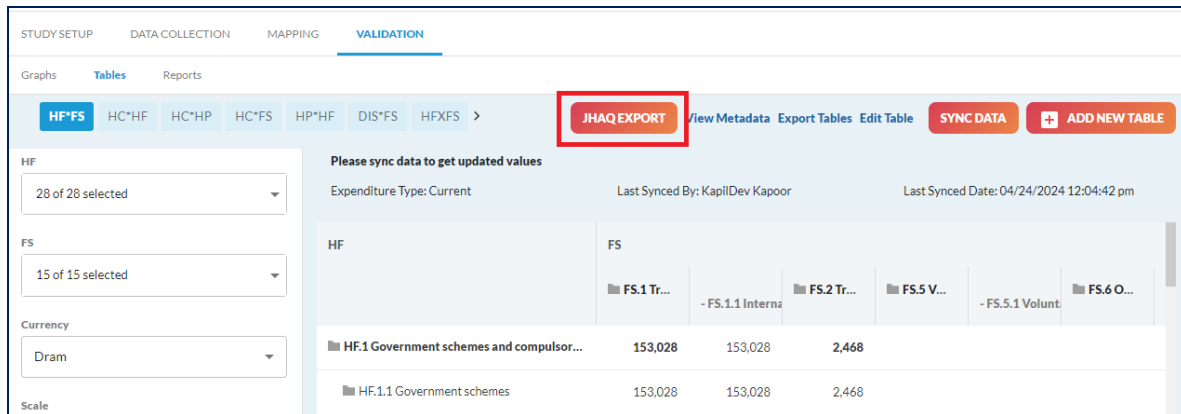 STUDY SETUP DATA COLLECTION MAPPING VALIDATION
Graphs Tables Reports
HF*FS HC*HF HC*HP HC*FS HP*HF DIS*FS HFXFS > JHAQ EXPORT View Metadata Export Tables Edit Table SYNC DATA + ADD NEW TABLE
HF
28 of 28 selected
FS
15 of 15 selected
Currency
Dram
Scale
Please sync data to get updated values
Expenditure Type: Current Last Synced By: KapilDev Kapoor Last Synced Date: 04/24/2024 12:04:42 pm
HF FS
FS.1 Tr... - FS.1.1 Interna FS.2 Tr... FS.5 V... - FS.5.1 Volunt FS.6 O...
HF.1 Government schemes and compulsor... 153,028 153,028 2,468
HF.1.1 Government schemes 153,028 153,028 2,468